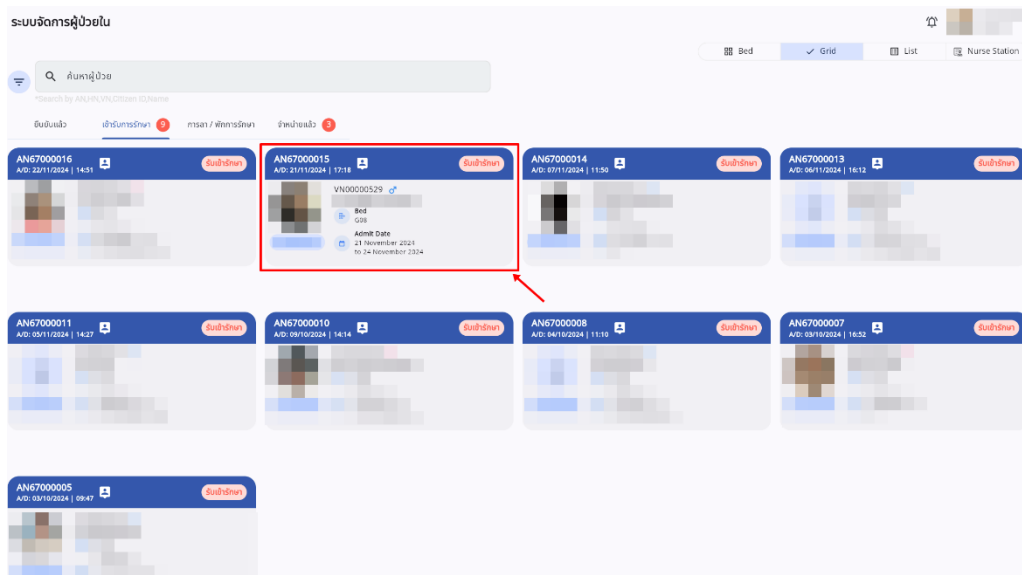 ระบบจัดการผู้ป่วยใน
Bed
Grid
List
Nurse Station
ค้นหาผู้ป่วย
*Search by AN,HN,VN,Citizen ID,Name
ยืนยันแล้ว
เข้ารับการรักษา 9
การลา / พักการรักษา
จำหน่ายแล้ว 3
AN67000016
A/D: 22/11/2024 | 14:51
รับเข้ารักษา
AN67000015
A/D: 21/11/2024 | 17:18
รับเข้ารักษา
VN00000529
Bed
G08
Admit Date
21 November 2024
to 24 November 2024
AN67000014
A/D: 07/11/2024 | 11:50
รับเข้ารักษา
AN67000013
A/D: 06/11/2024 | 16:12
รับเข้ารักษา
AN67000011
A/D: 05/11/2024 | 14:27
รับเข้ารักษา
AN67000010
A/D: 09/10/2024 | 14:14
รับเข้ารักษา
AN67000008
A/D: 04/10/2024 | 11:10
รับเข้ารักษา
AN67000007
A/D: 03/10/2024 | 16:52
รับเข้ารักษา
AN67000005
A/D: 03/10/2024 | 09:47
รับเข้ารักษา